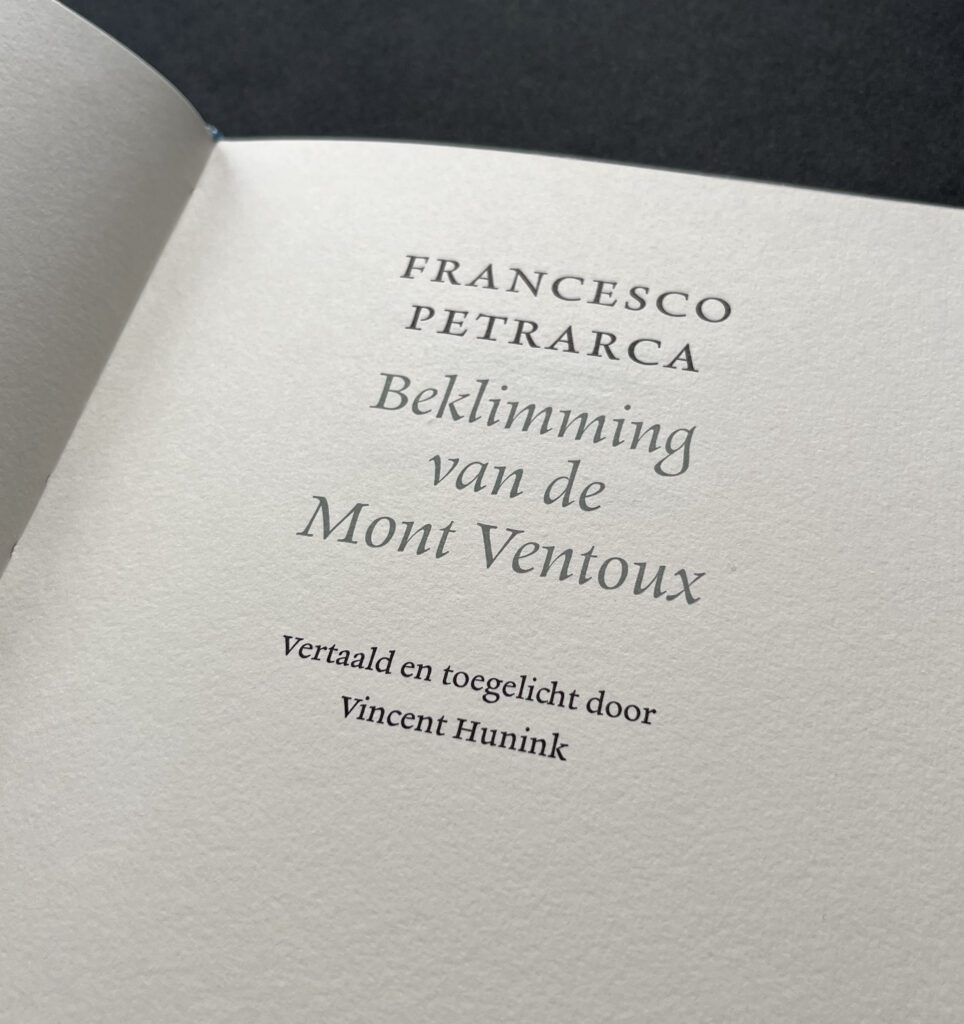 FRANCESCO
PETRARCA
Beklimming
van de
Mont Ventoux
Vertaald en toegelicht door
Vincent Hunink